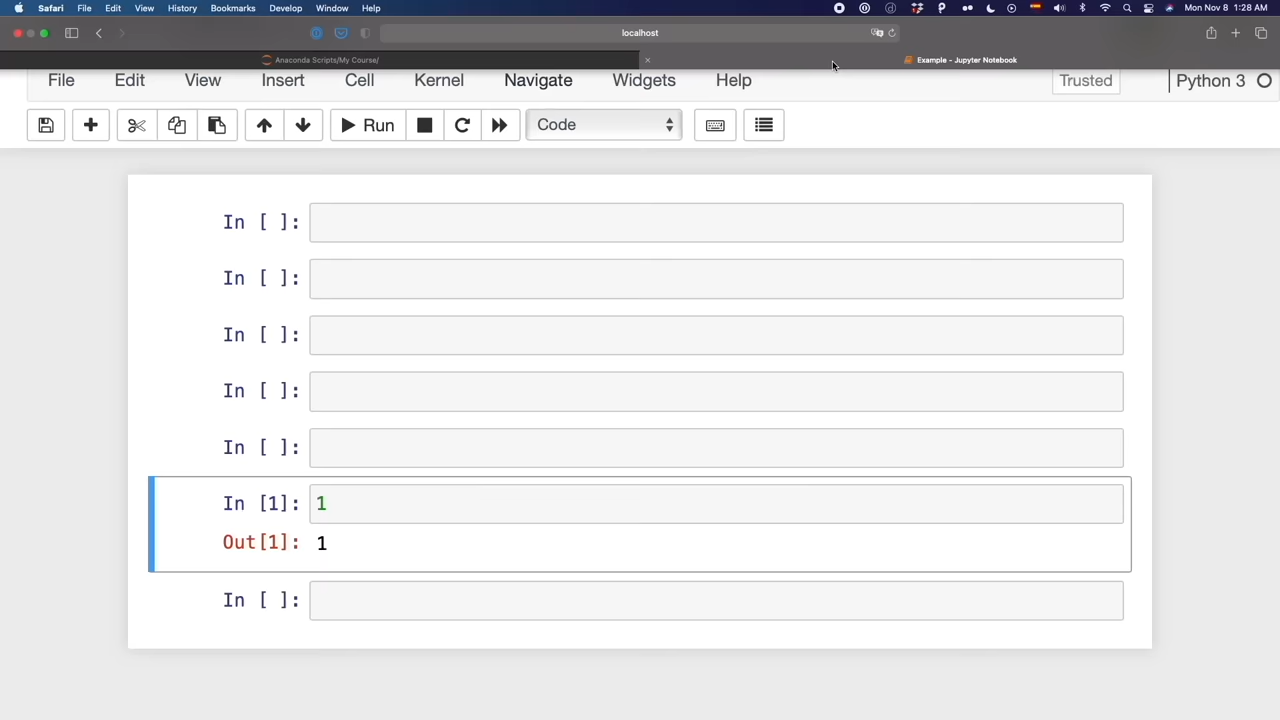 Safari File Edit View History Bookmarks Develop Window Help Mon Nov 8 1:28 AM
localhost
Anaconda Scripts/My Course/ Example - Jupyter Notebook
File Edit View Insert Cell Kernel Navigate Widgets Help Trusted Python 3
Run Code
In [ ]:
In [ ]:
In [ ]:
In [ ]:
In [ ]:
In [1]: 1
Out[1]: 1
In [ ]: